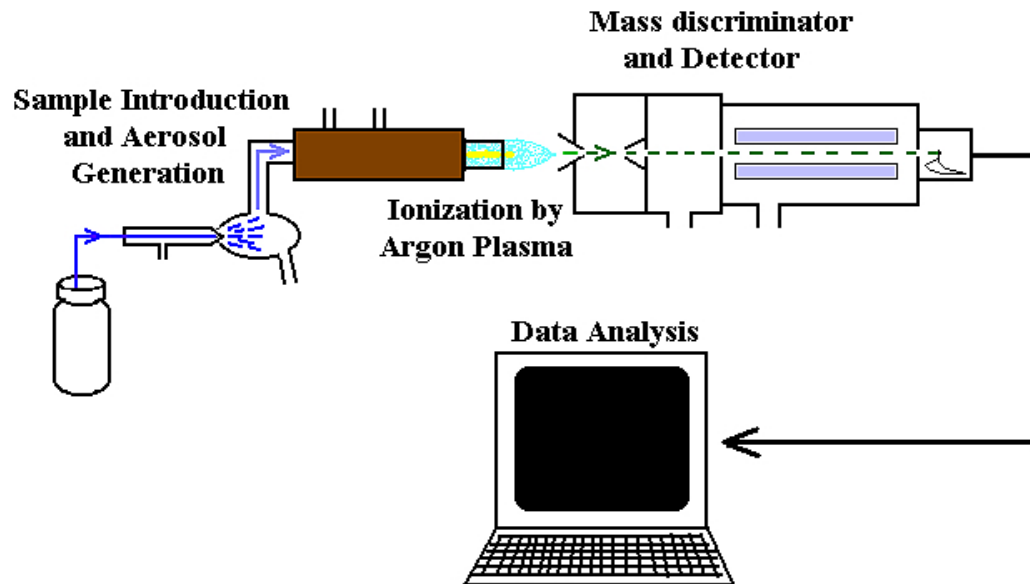 Mass discriminator
and Detector
Sample Introduction
and Aerosol
Generation
Ionization by
Argon Plasma
Data Analysis